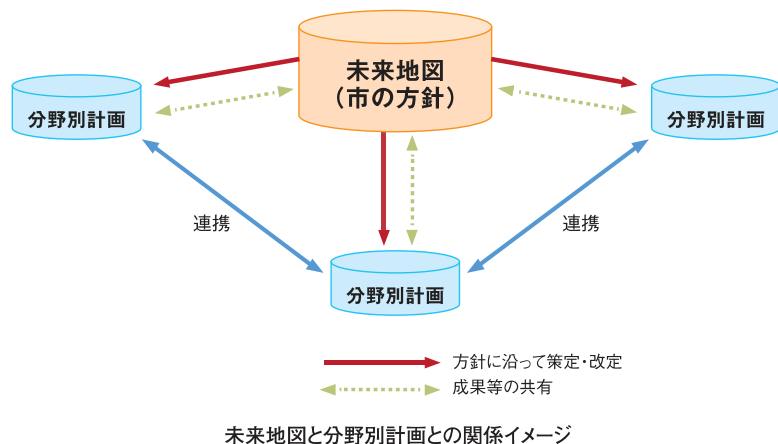 未来地図
（市の方針）
分野別計画
分野別計画
連携
連携
分野別計画
方針に沿って策定・改定
成果等の共有
未来地図と分野別計画との関係イメージ